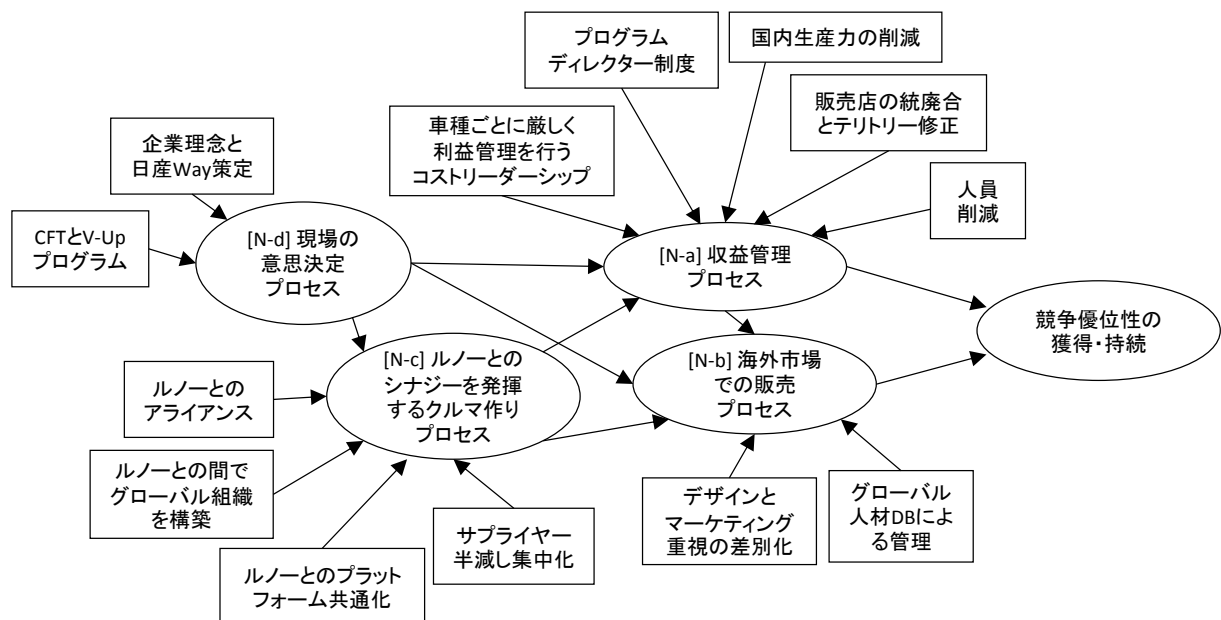 プログラム
ディレクター制度
国内生産力の削減
販売店の統廃合
とテリトリー修正
車種ごとに厳しく
利益管理を行う
コストリーダーシップ
人員
削減
企業理念と
日産Way策定
CFTとV-Up
プログラム
[N-d] 現場の
意思決定
プロセス
[N-a] 収益管理
プロセス
競争優位性の
獲得・持続
[N-c] ルノーとの
シナジーを発揮
するクルマ作り
プロセス
[N-b] 海外市場
での販売
プロセス
ルノーとの
アライアンス
ルノーとの間で
グローバル組織
を構築
ルノーとのプラット
フォーム共通化
サプライヤー
半減し集中化
デザインと
マーケティング
重視の差別化
グローバル
人材DBによ
る管理